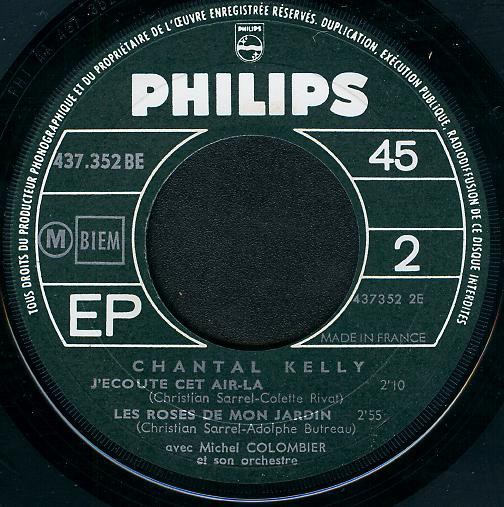 TOUS DROITS DU PRODUCTEUR PHONOGRAPHIQUE ET DU PROPRIÉTAIRE DE L'ŒUVRE ENREGISTRÉE RÉSERVÉS. DUPLICATION, EXÉCUTION PUBLIQUE, RADIODIFFUSION DE CE DISQUE INTERDITES
PHILIPS
PHILIPS
437.352 BE
45
M BIEM
2
EP
437352 2E
MADE IN FRANCE
CHANTAL KELLY
J'ECOUTE CET AIR-LA 2'10
(Christian Sarrel-Colette Rivat)
LES ROSES DE MON JARDIN 2'55
(Christian Sarrel-Adolphe Butreau)
avec Michel COLOMBIER
et son orchestre